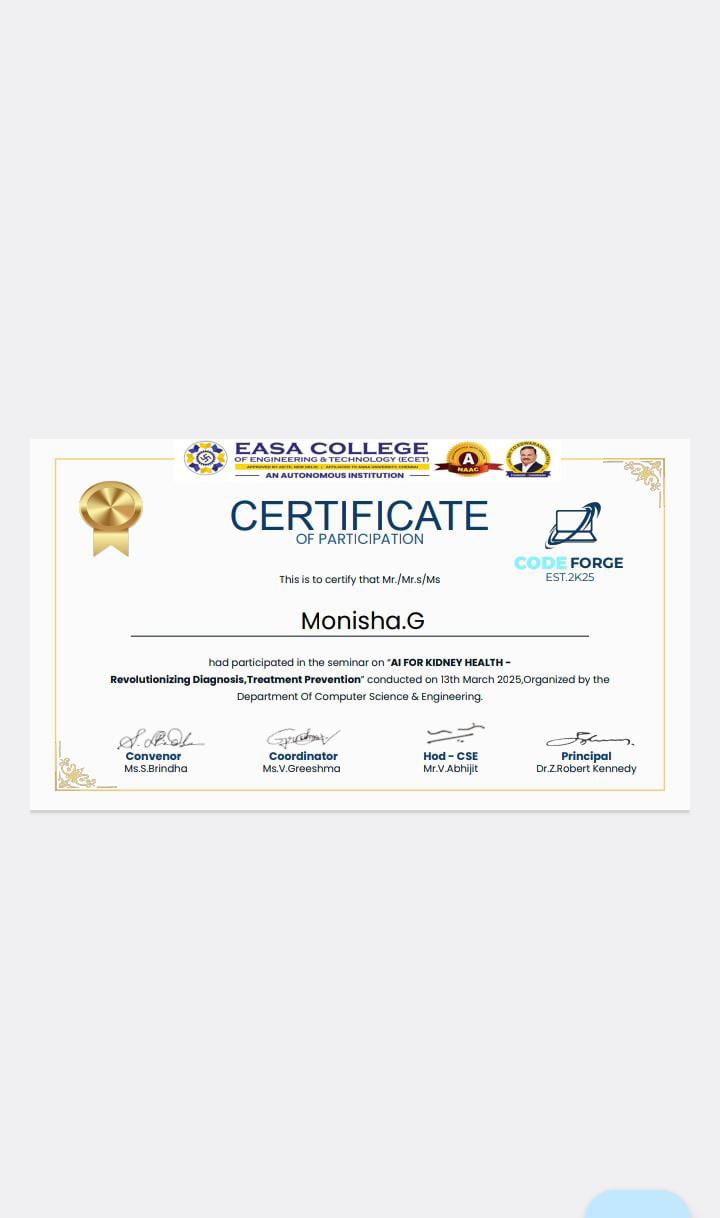 EASA COLLEGE
OF ENGINEERING & TECHNOLOGY (ECET)
APPROVED BY AICTE, NEW DELHI | AFFILIATED TO ANNA UNIVERSITY, CHENNAI
AN AUTONOMOUS INSTITUTION
A
NAAC
CERTIFICATE
OF PARTICIPATION
CODE FORGE
EST.2K25
This is to certify that Mr./Mr.s/Ms
Monisha.G
had participated in the seminar on "AI FOR KIDNEY HEALTH -
Revolutionizing Diagnosis,Treatment Prevention" conducted on 13th March 2025,Organized by the
Department Of Computer Science & Engineering.
Convenor
Ms.S.Brindha
Coordinator
Ms.V.Greeshma
Hod - CSE
Mr.V.Abhijit
Principal
Dr.Z.Robert Kennedy